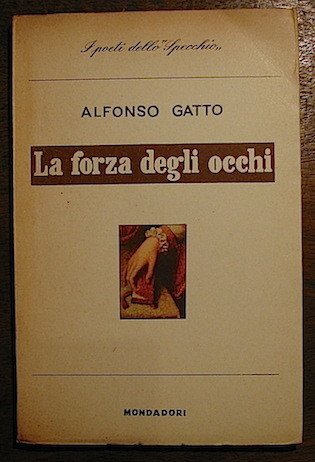 I poeti dello "Specchio„
ALFONSO GATTO
La forza degli occhi
MONDADORI